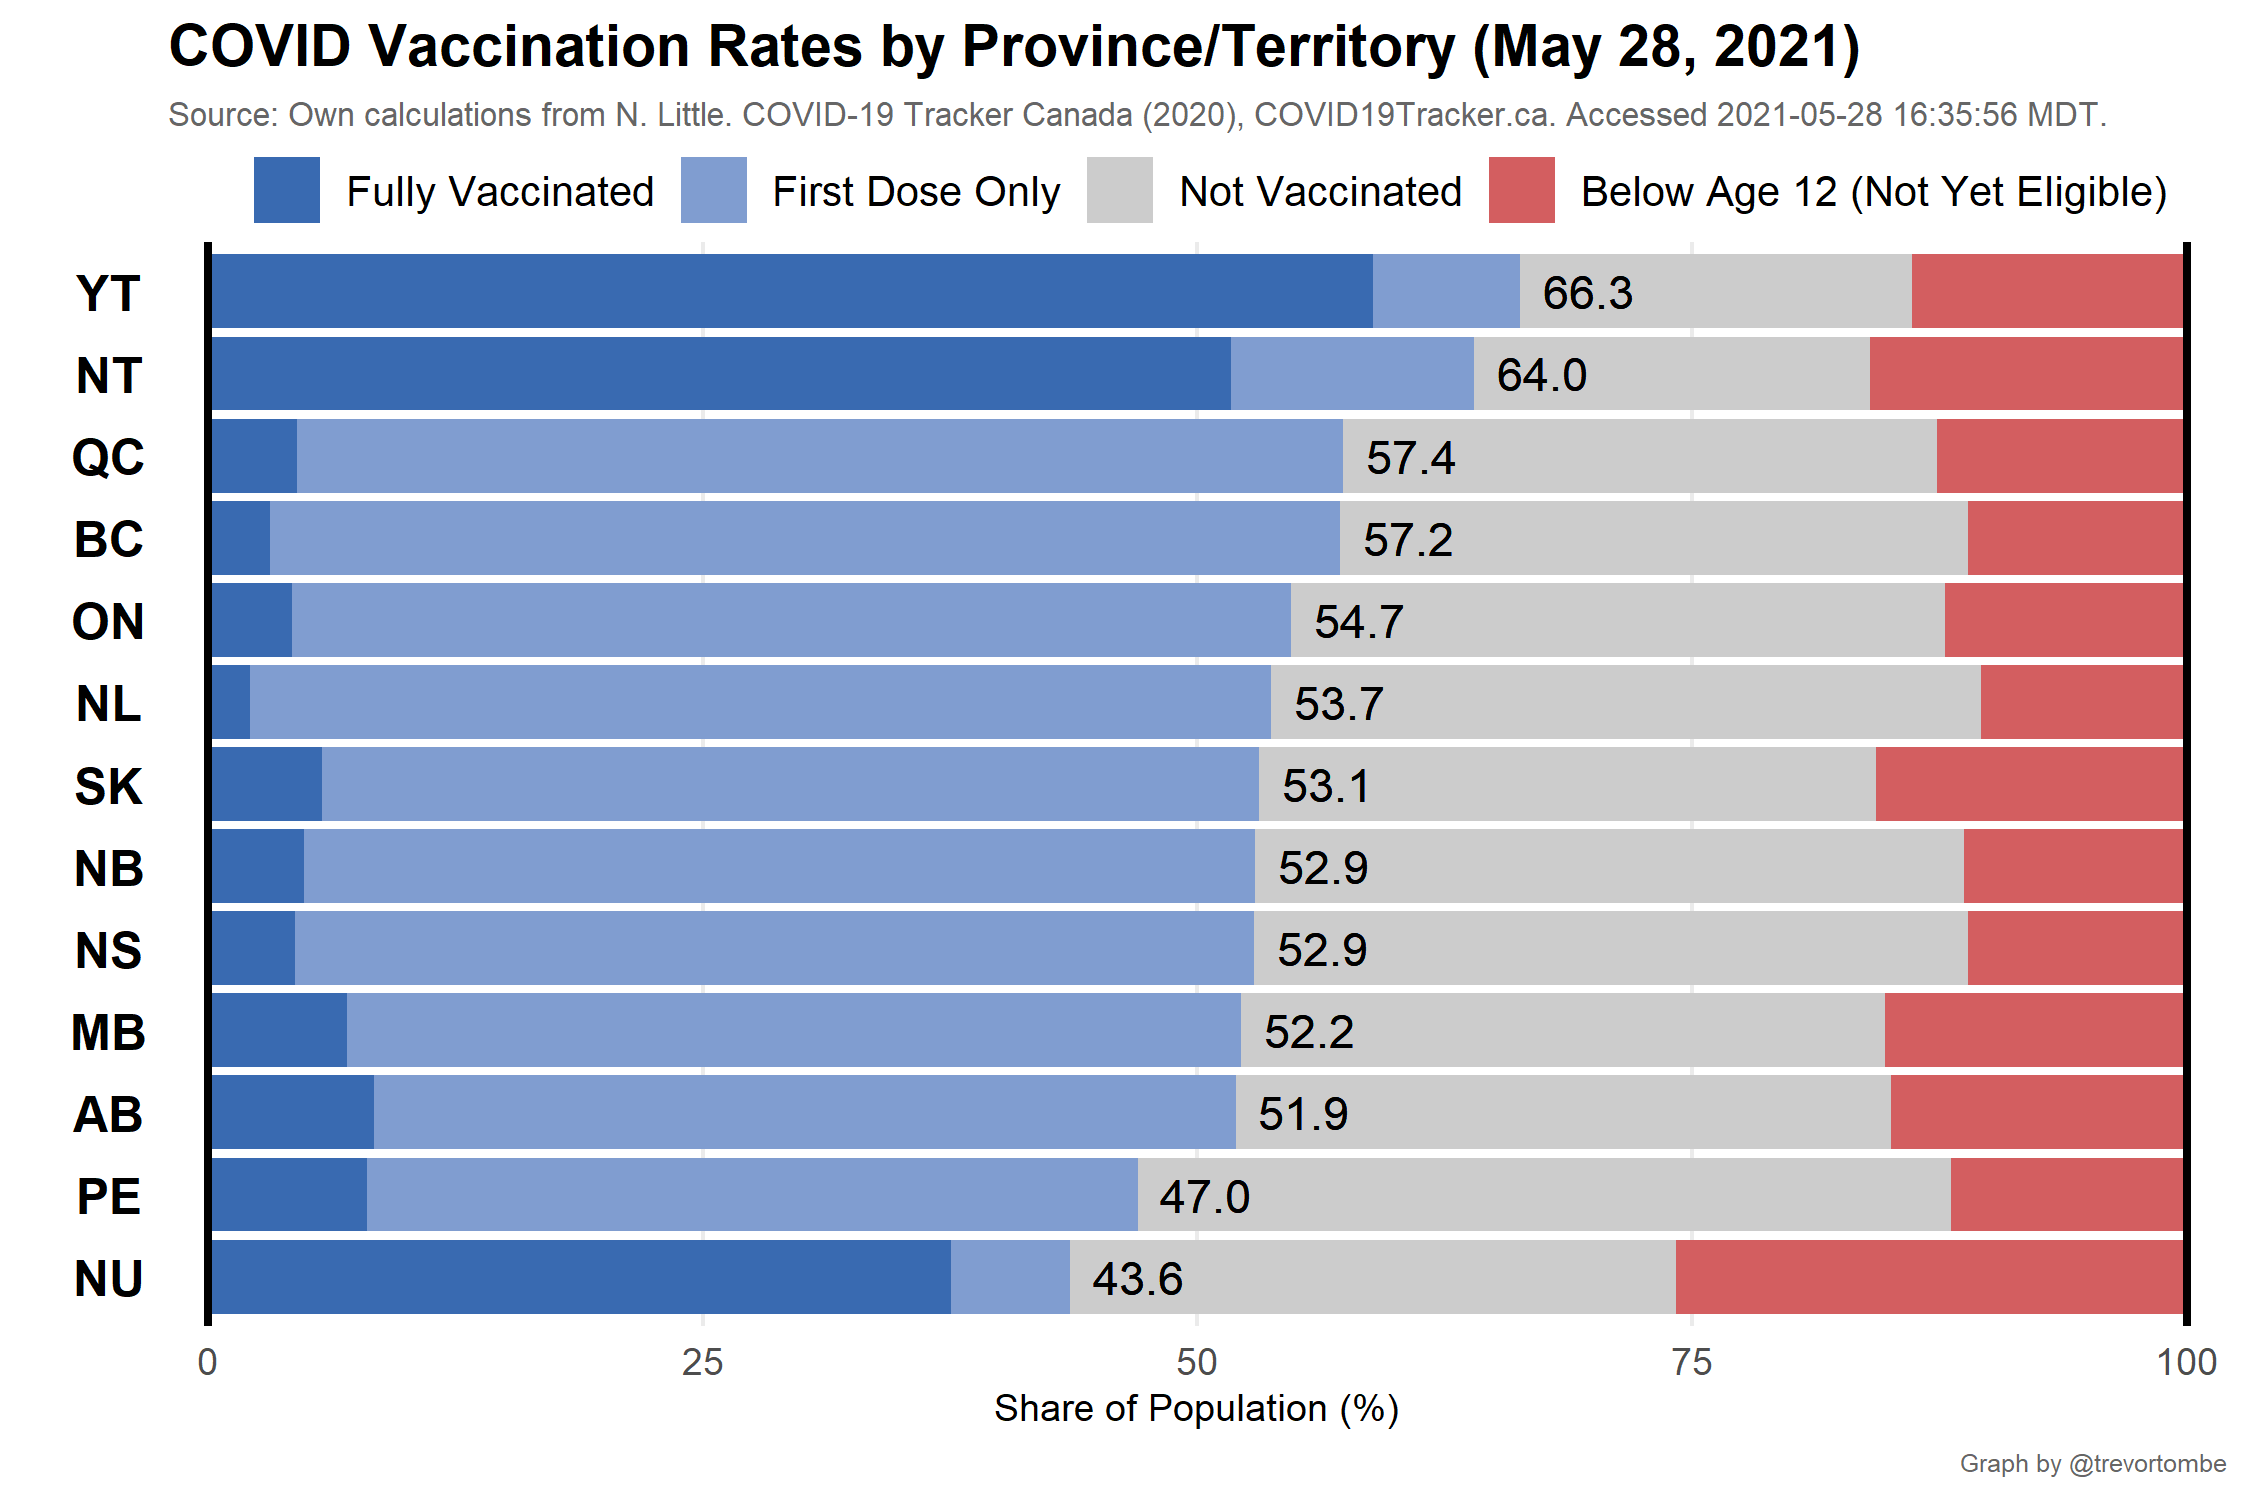 COVID Vaccination Rates by Province/Territory (May 28, 2021)
Source: Own calculations from N. Little. COVID-19 Tracker Canada (2020), COVID19Tracker.ca. Accessed 2021-05-28 16:35:56 MDT.
Fully Vaccinated First Dose Only Not Vaccinated Below Age 12 (Not Yet Eligible)
YT 66.3
NT 64.0
QC 57.4
BC 57.2
ON 54.7
NL 53.7
SK 53.1
NB 52.9
NS 52.9
MB 52.2
AB 51.9
PE 47.0
NU 43.6
0 25 50 75 100
Share of Population (%)
Graph by @trevortombe